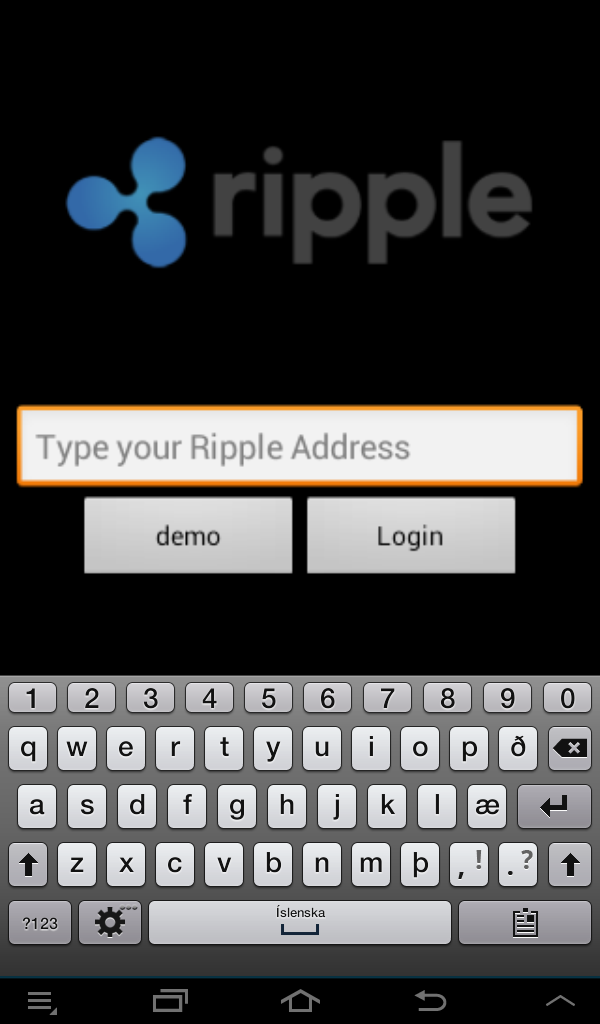 ripple
Type your Ripple Address
demo Login
1 2 3 4 5 6 7 8 9 0
q w e r t y u i o p ð
a s d f g h j k l æ
z x c v b n m þ , ! . ?
?123 Íslenska